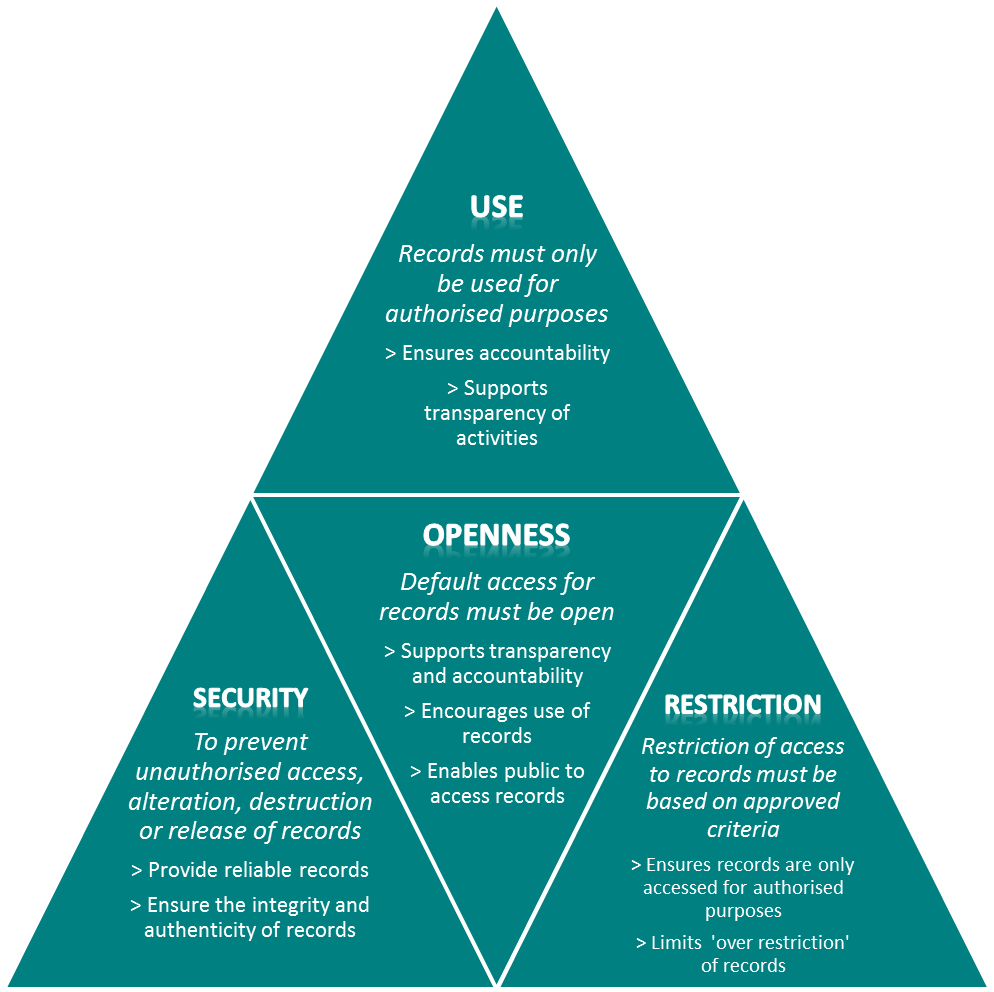 USE
Records must only
be used for
authorised purposes
> Ensures accountability
> Supports
transparency of
activities
OPENNESS
Default access for
records must be open
> Supports transparency
and accountability
> Encourages use of
records
> Enables public to
access records
SECURITY
To prevent
unauthorised access,
alteration, destruction
or release of records
> Provide reliable records
> Ensure the integrity and
authenticity of records
RESTRICTION
Restriction of access
to records must be
based on approved
criteria
> Ensures records are only
accessed for authorised
purposes
> Limits 'over restriction'
of records